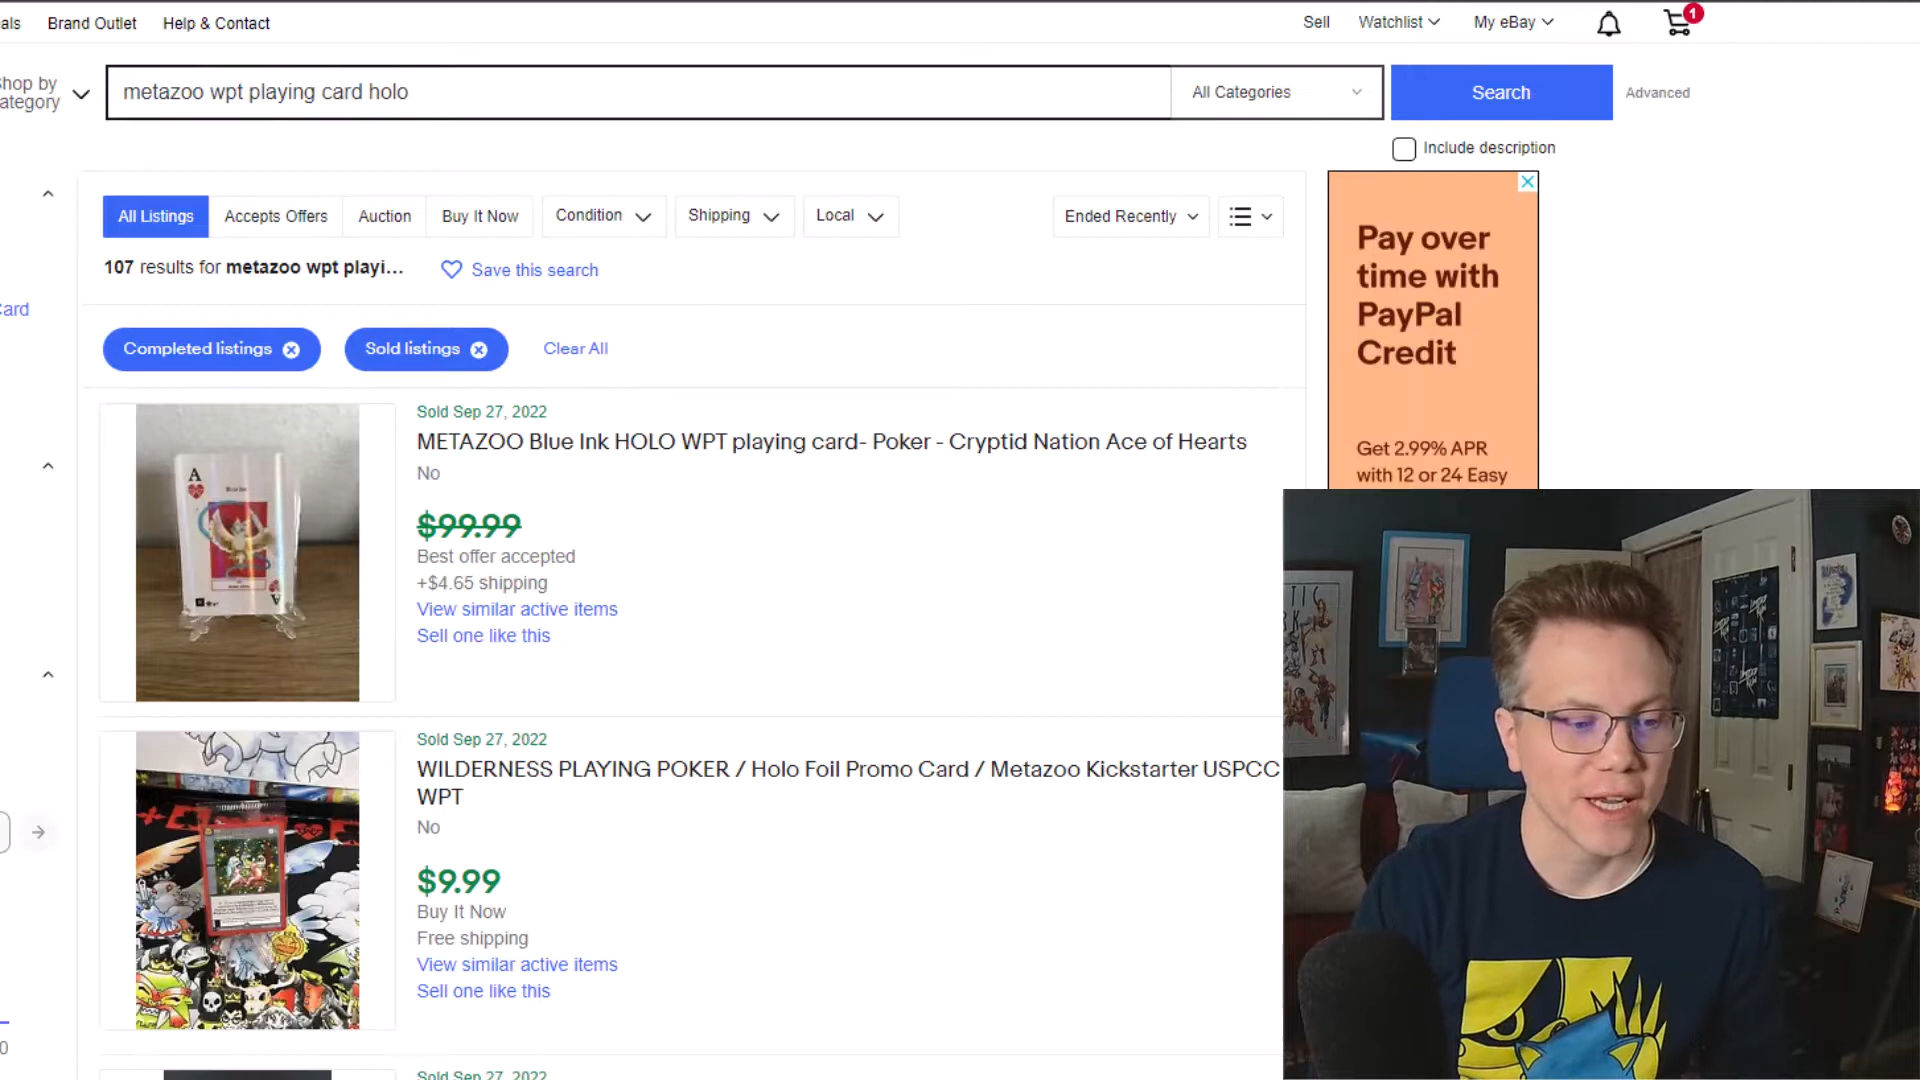 als
Brand Outlet
Help & Contact
Sell
Watchlist
My eBay
1
Shop by
category
metazoo wpt playing card holo
All Categories
Search
Advanced
Include description
All Listings
Accepts Offers
Auction
Buy It Now
Condition
Shipping
Local
Ended Recently
107 results for metazoo wpt playi...
Save this search
Card
Completed listings
Sold listings
Clear All
Pay over
time with
PayPal
Credit
Get 2.99% APR
with 12 or 24 Easy
Sold Sep 27, 2022
METAZOO Blue Ink HOLO WPT playing card- Poker - Cryptid Nation Ace of Hearts
No
$99.99
Best offer accepted
+$4.65 shipping
View similar active items
Sell one like this
A
A
Sold Sep 27, 2022
WILDERNESS PLAYING POKER / Holo Foil Promo Card / Metazoo Kickstarter USPCC
WPT
No
$9.99
Buy It Now
Free shipping
View similar active items
Sell one like this
0
Sold Sep 27, 2022